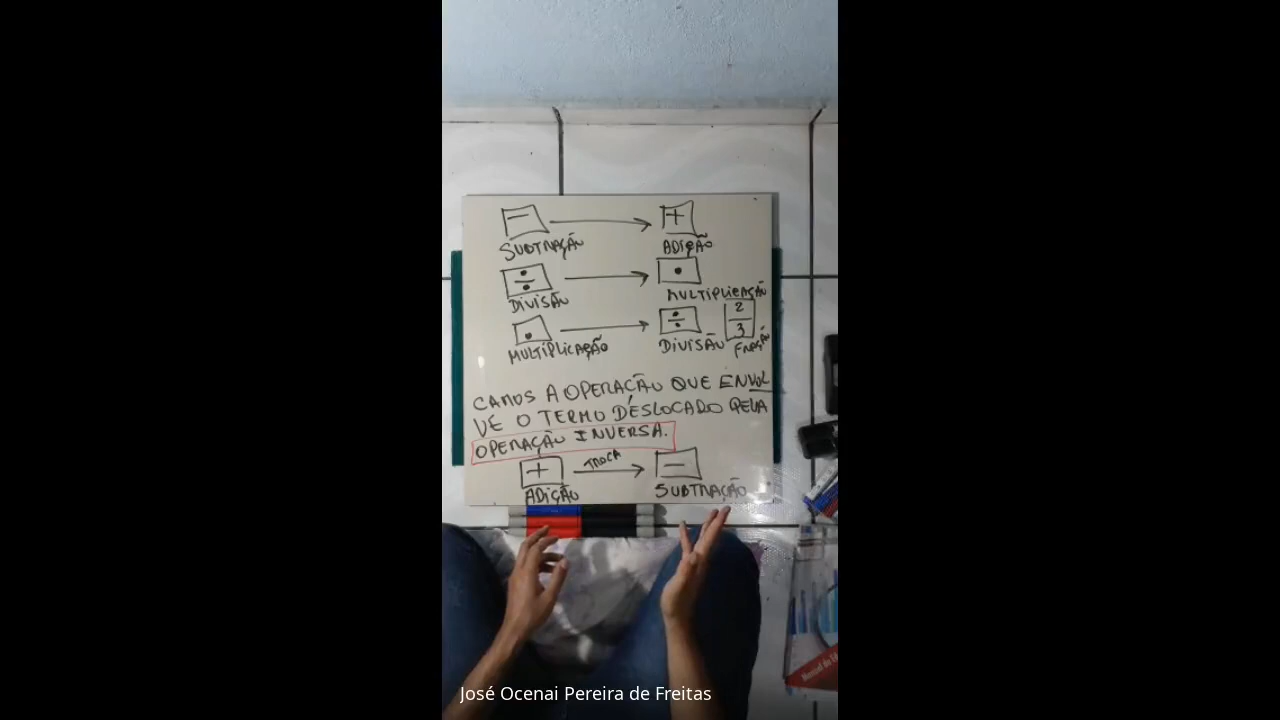 − +
SUBTRAÇÃO ADIÇÃO
÷ •
DIVISÃO MULTIPLICAÇÃO
• ÷ 2/3
MULTIPLICAÇÃO DIVISÃO FRAÇÃO
CAMOS A OPERAÇÃO QUE ENVOL
VE O TERMO DESLOCADO PELA
OPERAÇÃO INVERSA.
+ TROCA −
ADIÇÃO SUBTRAÇÃO
José Ocenai Pereira de Freitas